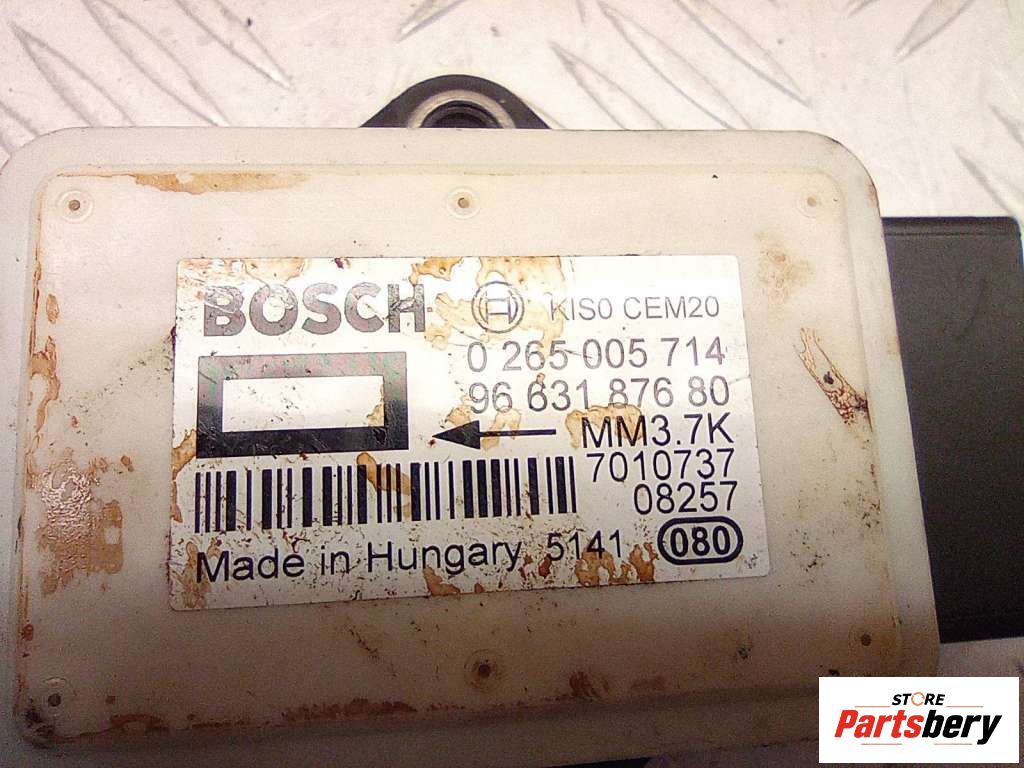 BOSCH KIS0 CEM20
0 265 005 714
96 631 876 80
MM3.7K
7010737
08257
Made in Hungary 5141 080
STORE
Partsbery